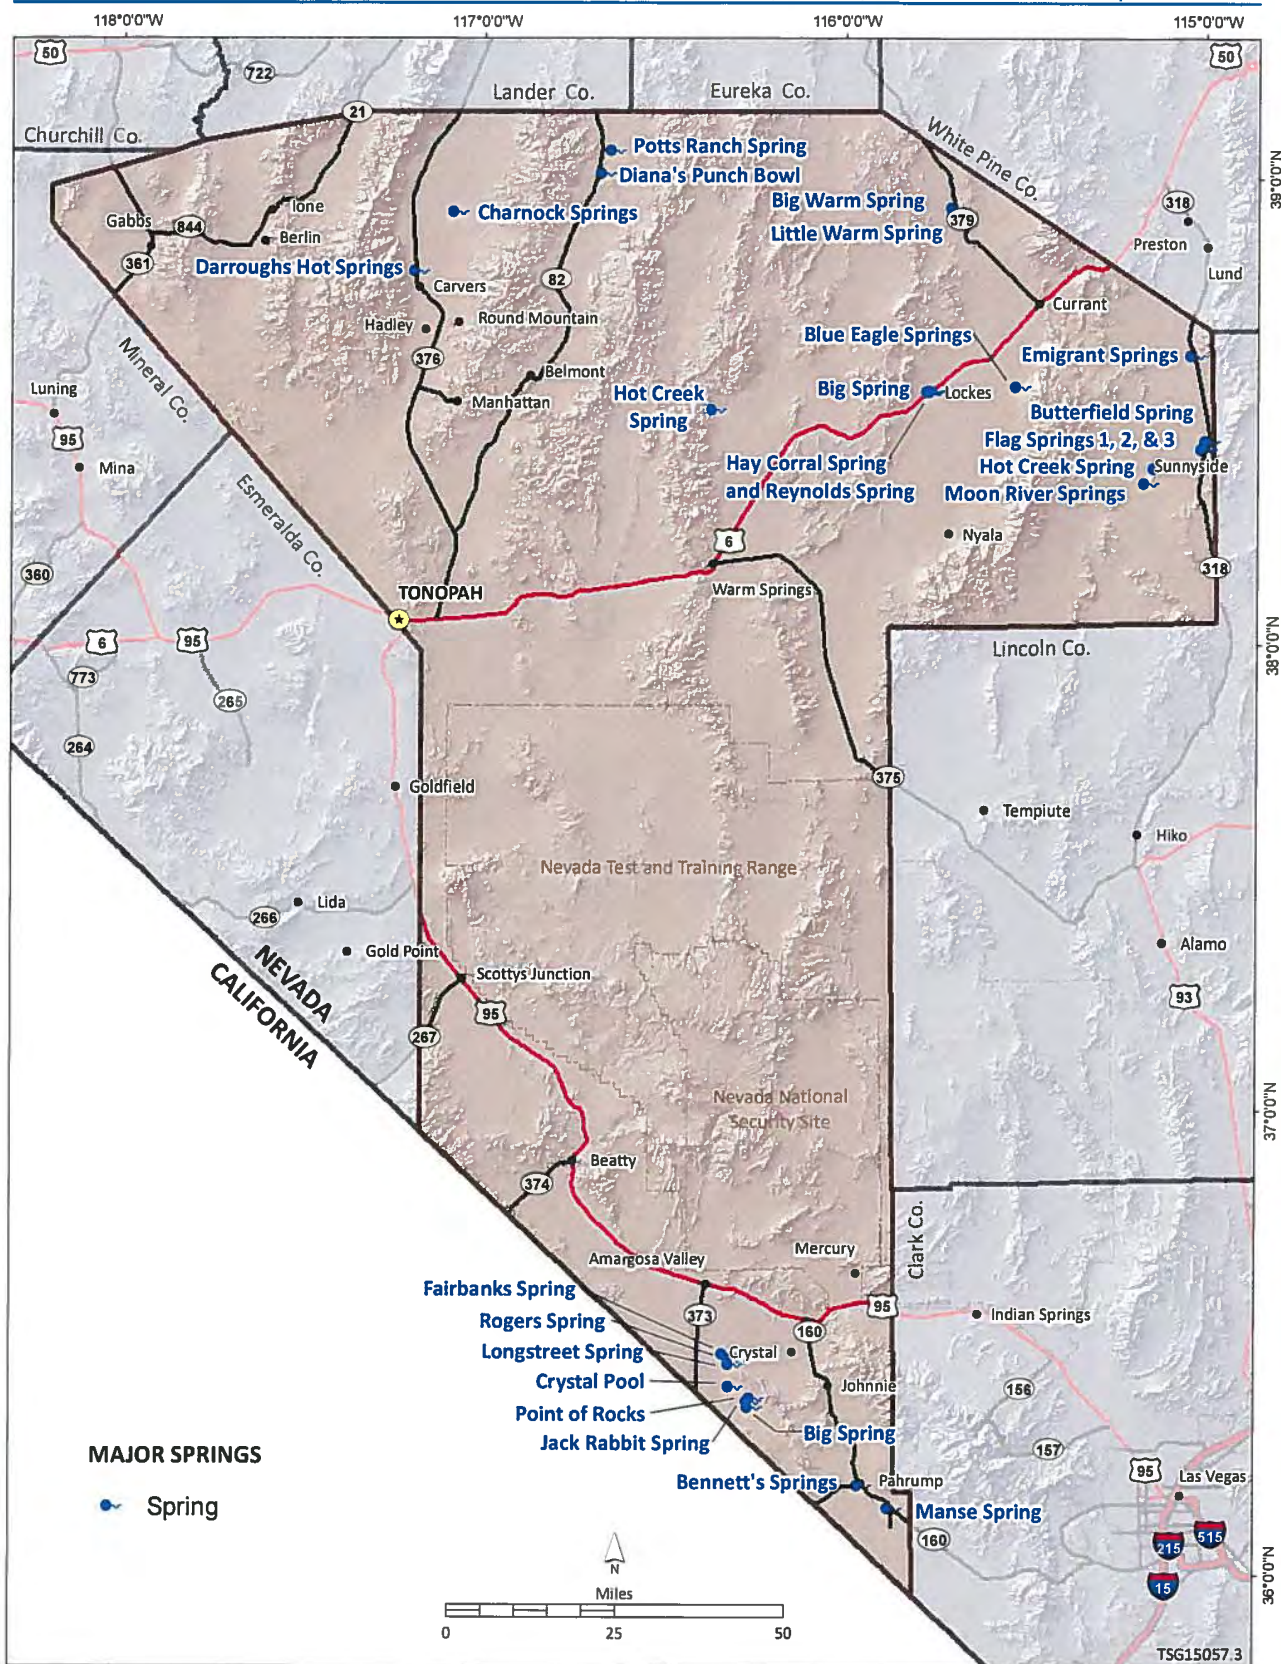 118°0'0"W
117°0'0"W
116°0'0"W
115°0'0"W
50
722
Lander Co.
Eureka Co.
50
21
Churchill Co.
White Pine Co.
39°0'0"N
Potts Ranch Spring
Diana's Punch Bowl
Big Warm Spring
Little Warm Spring
379
318
Preston
Lund
Charnock Springs
Ione
Gabbs
844
Berlin
361
Darroughs Hot Springs
Carvers
82
Currant
Hadley
Round Mountain
376
Blue Eagle Springs
Emigrant Springs
Mineral Co.
Belmont
Manhattan
Luning
95
Mina
Hot Creek
Spring
Big Spring
Lockes
Butterfield Spring
Flag Springs 1, 2, & 3
Hot Creek Spring
Sunnyside
Moon River Springs
Hay Corral Spring
and Reynolds Spring
Esmeralda Co.
6
Nyala
360
318
TONOPAH
Warm Springs
6
95
Lincoln Co.
38°0'0"N
773
265
264
375
Goldfield
Tempiute
Hiko
Nevada Test and Training Range
Lida
266
Gold Point
Alamo
NEVADA
CALIFORNIA
Scottys Junction
95
93
267
Nevada National
Security Site
37°0'0"N
Beatty
374
Clark Co.
Mercury
Amargosa Valley
Fairbanks Spring
373
95
160
Indian Springs
Rogers Spring
Longstreet Spring
Crystal
Crystal Pool
Johnnie
156
Point of Rocks
Jack Rabbit Spring
Big Spring
157
MAJOR SPRINGS
Spring
Bennett's Springs
Pahrump
95
Las Vegas
Manse Spring
160
215
515
15
36°0'0"N
N
Miles
0
25
50
TSG15057.3